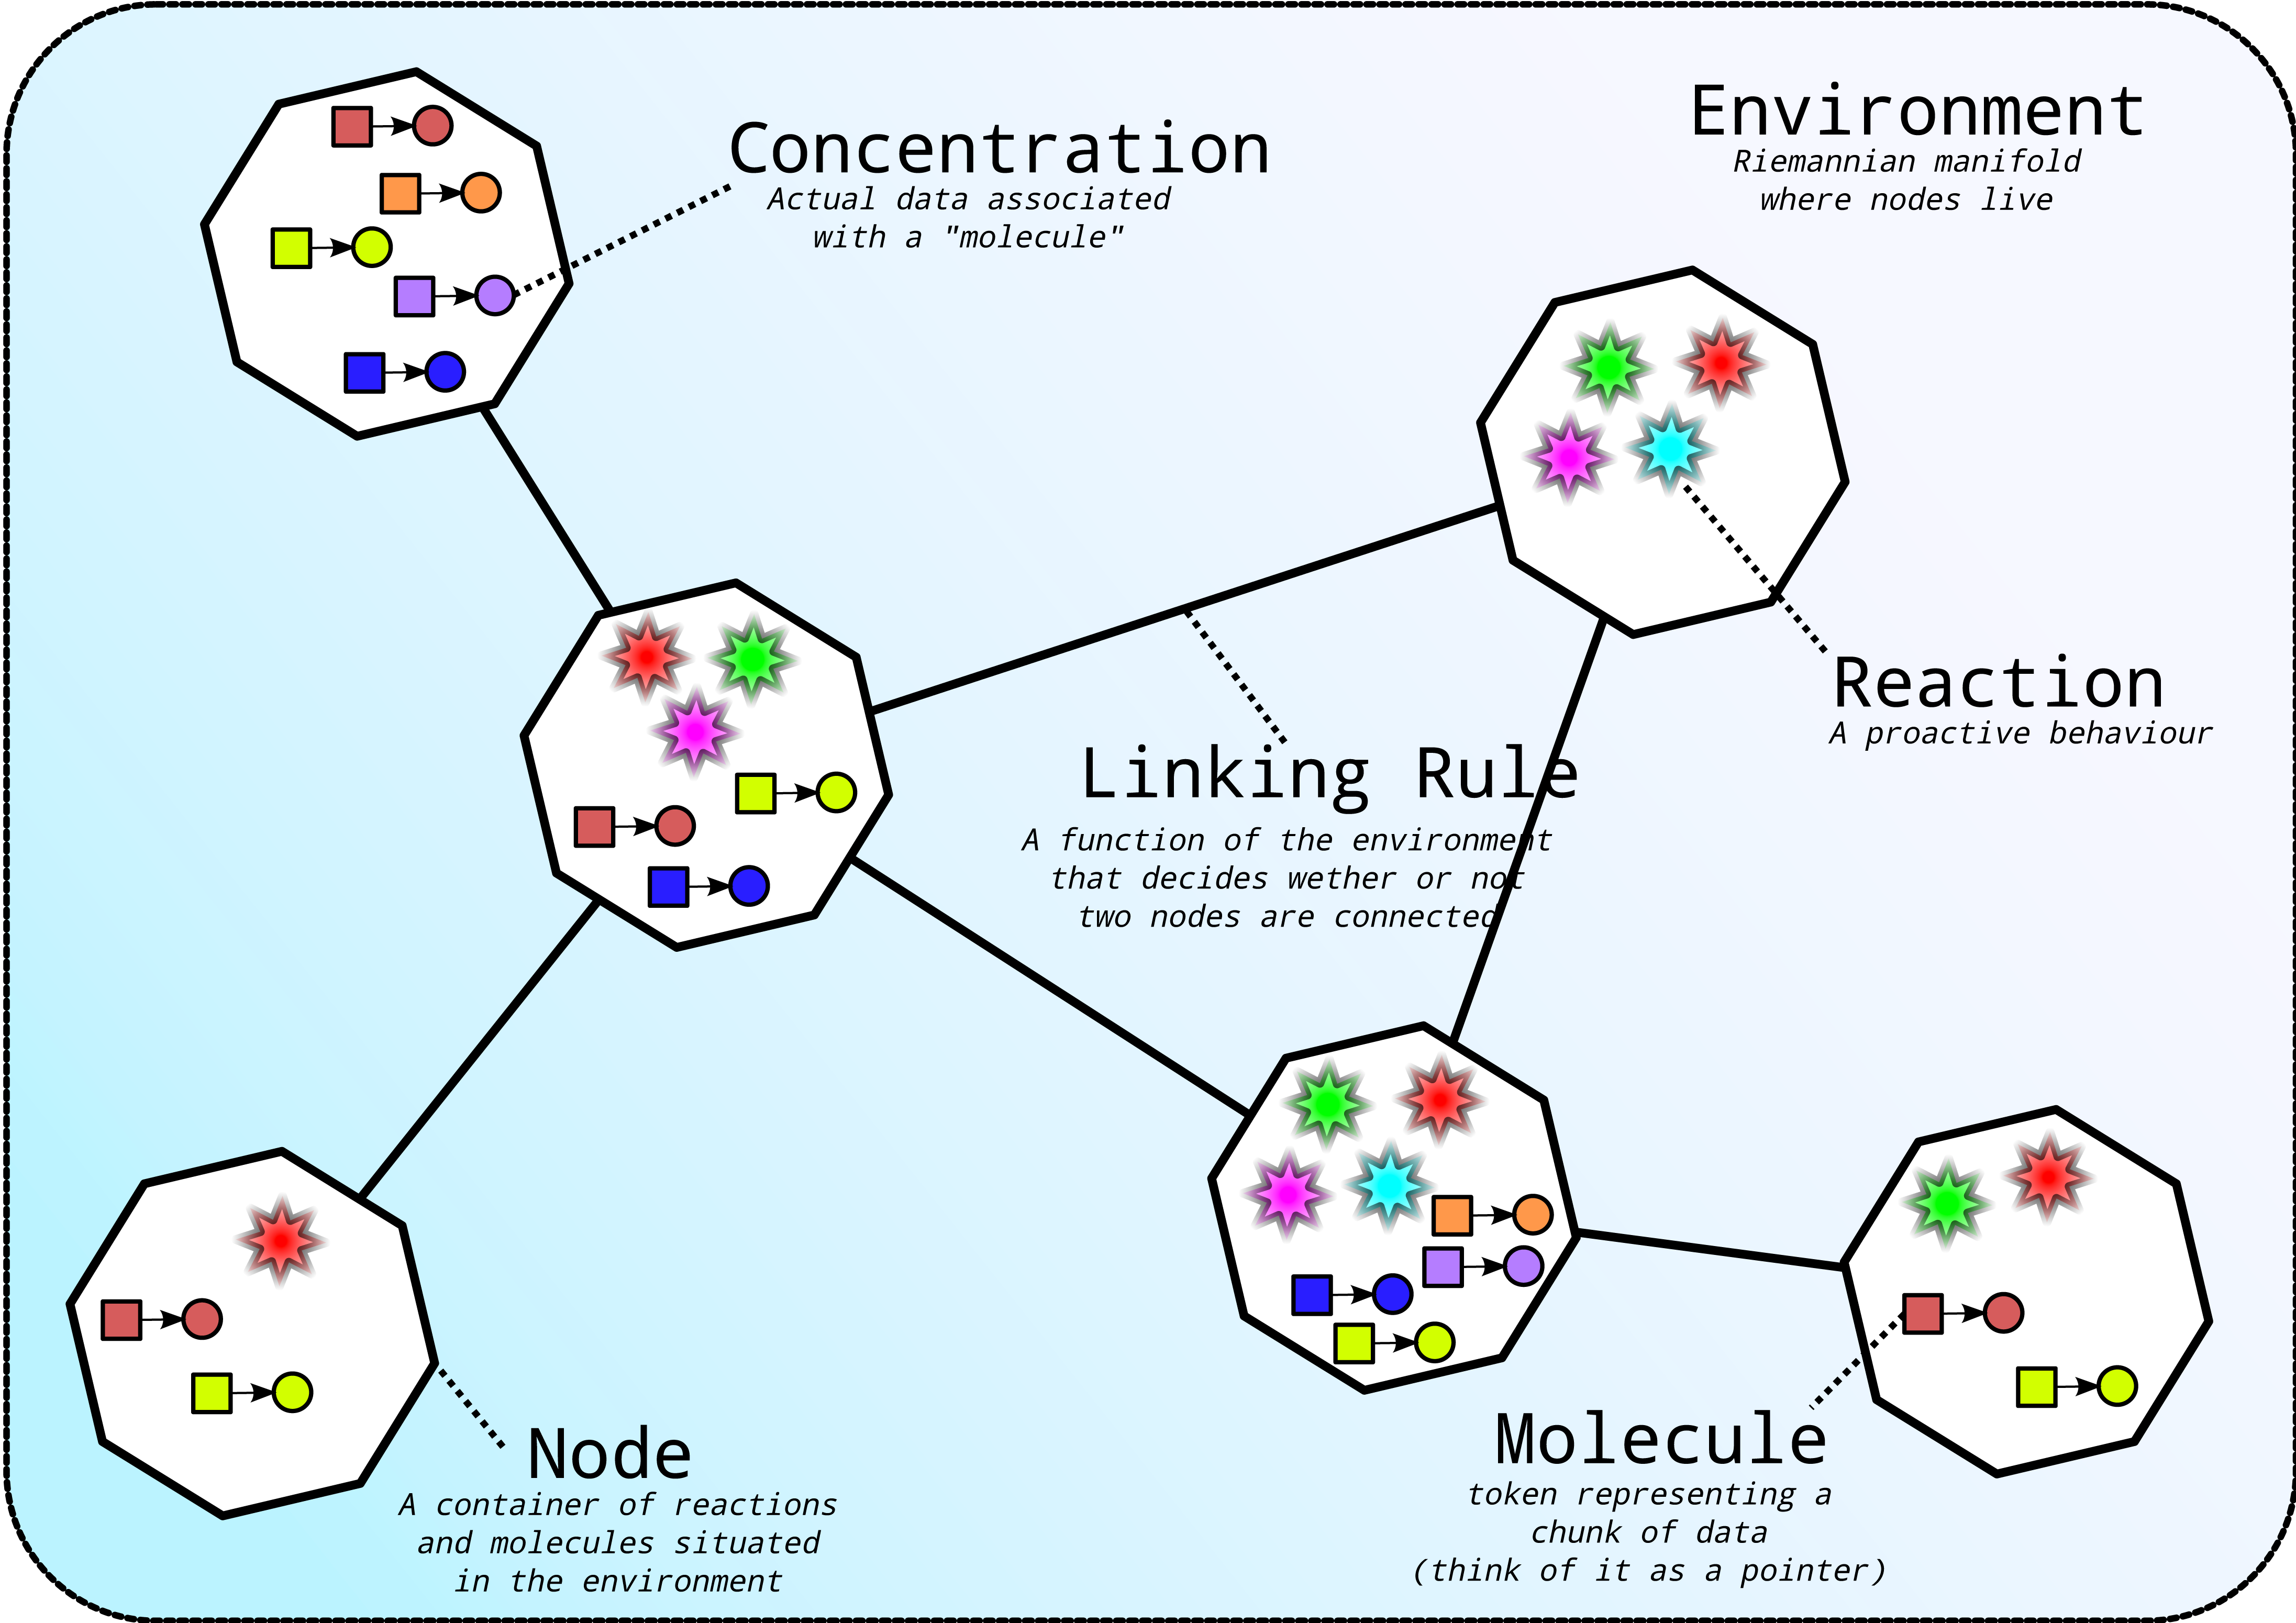 Concentration
Actual data associated
with a "molecule"
Environment
Riemannian manifold
where nodes live
Reaction
A proactive behaviour
Linking Rule
A function of the environment
that decides wether or not
two nodes are connected
Node
A container of reactions
and molecules situated
in the environment
Molecule
token representing a
chunk of data
(think of it as a pointer)